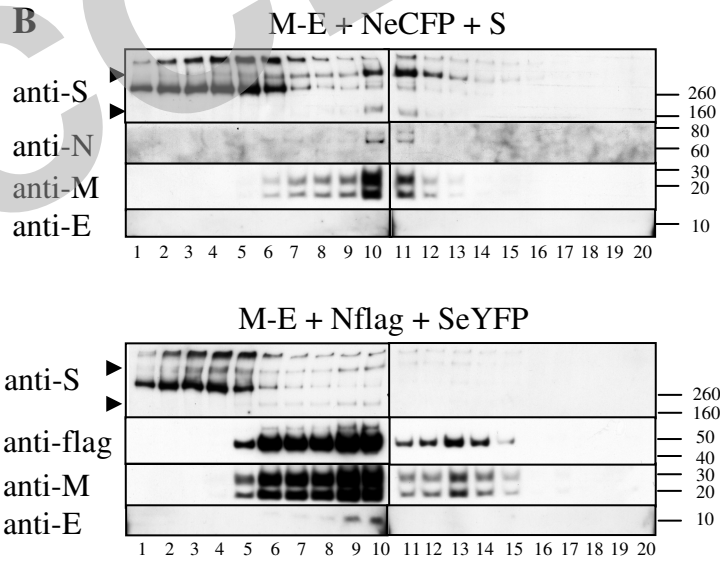 B
M-E + NeCFP + S
anti-S
260
160
anti-N
80
60
anti-M
30
20
anti-E
10
1 2 3 4 5 6 7 8 9 10 11 12 13 14 15 16 17 18 19 20
M-E + Nflag + SeYFP
anti-S
260
160
anti-flag
50
40
anti-M
30
20
anti-E
10
1 2 3 4 5 6 7 8 9 10 11 12 13 14 15 16 17 18 19 20